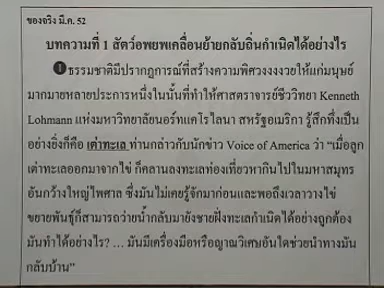 ของจริง มี.ค. 52
บทความที่ 1 สัตว์อพยพเคลื่อนย้ายกลับถิ่นกำเนิดได้อย่างไร
❶ธรรมชาติมีปรากฏการณ์ที่สร้างความพิศวงงงงวยให้แก่มนุษย์
มากมายหลายประการหนึ่งในนั้นที่ทำให้ศาสตราจารย์ชีววิทยา Kenneth
Lohmann แห่งมหาวิทยาลัยนอร์ทแคโรไลนา สหรัฐอเมริกา รู้สึกทึ่งเป็น
อย่างยิ่งก็คือ เต่าทะเล ท่านกล่าวกับนักข่าว Voice of America ว่า “เมื่อลูก
เต่าทะเลออกมาจากไข่ ก็คลานลงทะเลท่องเที่ยวหากินไปในมหาสมุทร
อันกว้างใหญ่ไพศาล ซึ่งมันไม่เคยรู้จักมาก่อนและพอถึงเวลาวางไข่
ขยายพันธุ์ก็สามารถว่ายน้ำกลับมายังชายฝั่งทะเลกำเนิดได้อย่างถูกต้อง
มันทำได้อย่างไร? ... มันมีเครื่องมือหรือญาณวิเศษอันใดช่วยนำทางมัน
กลับบ้าน”